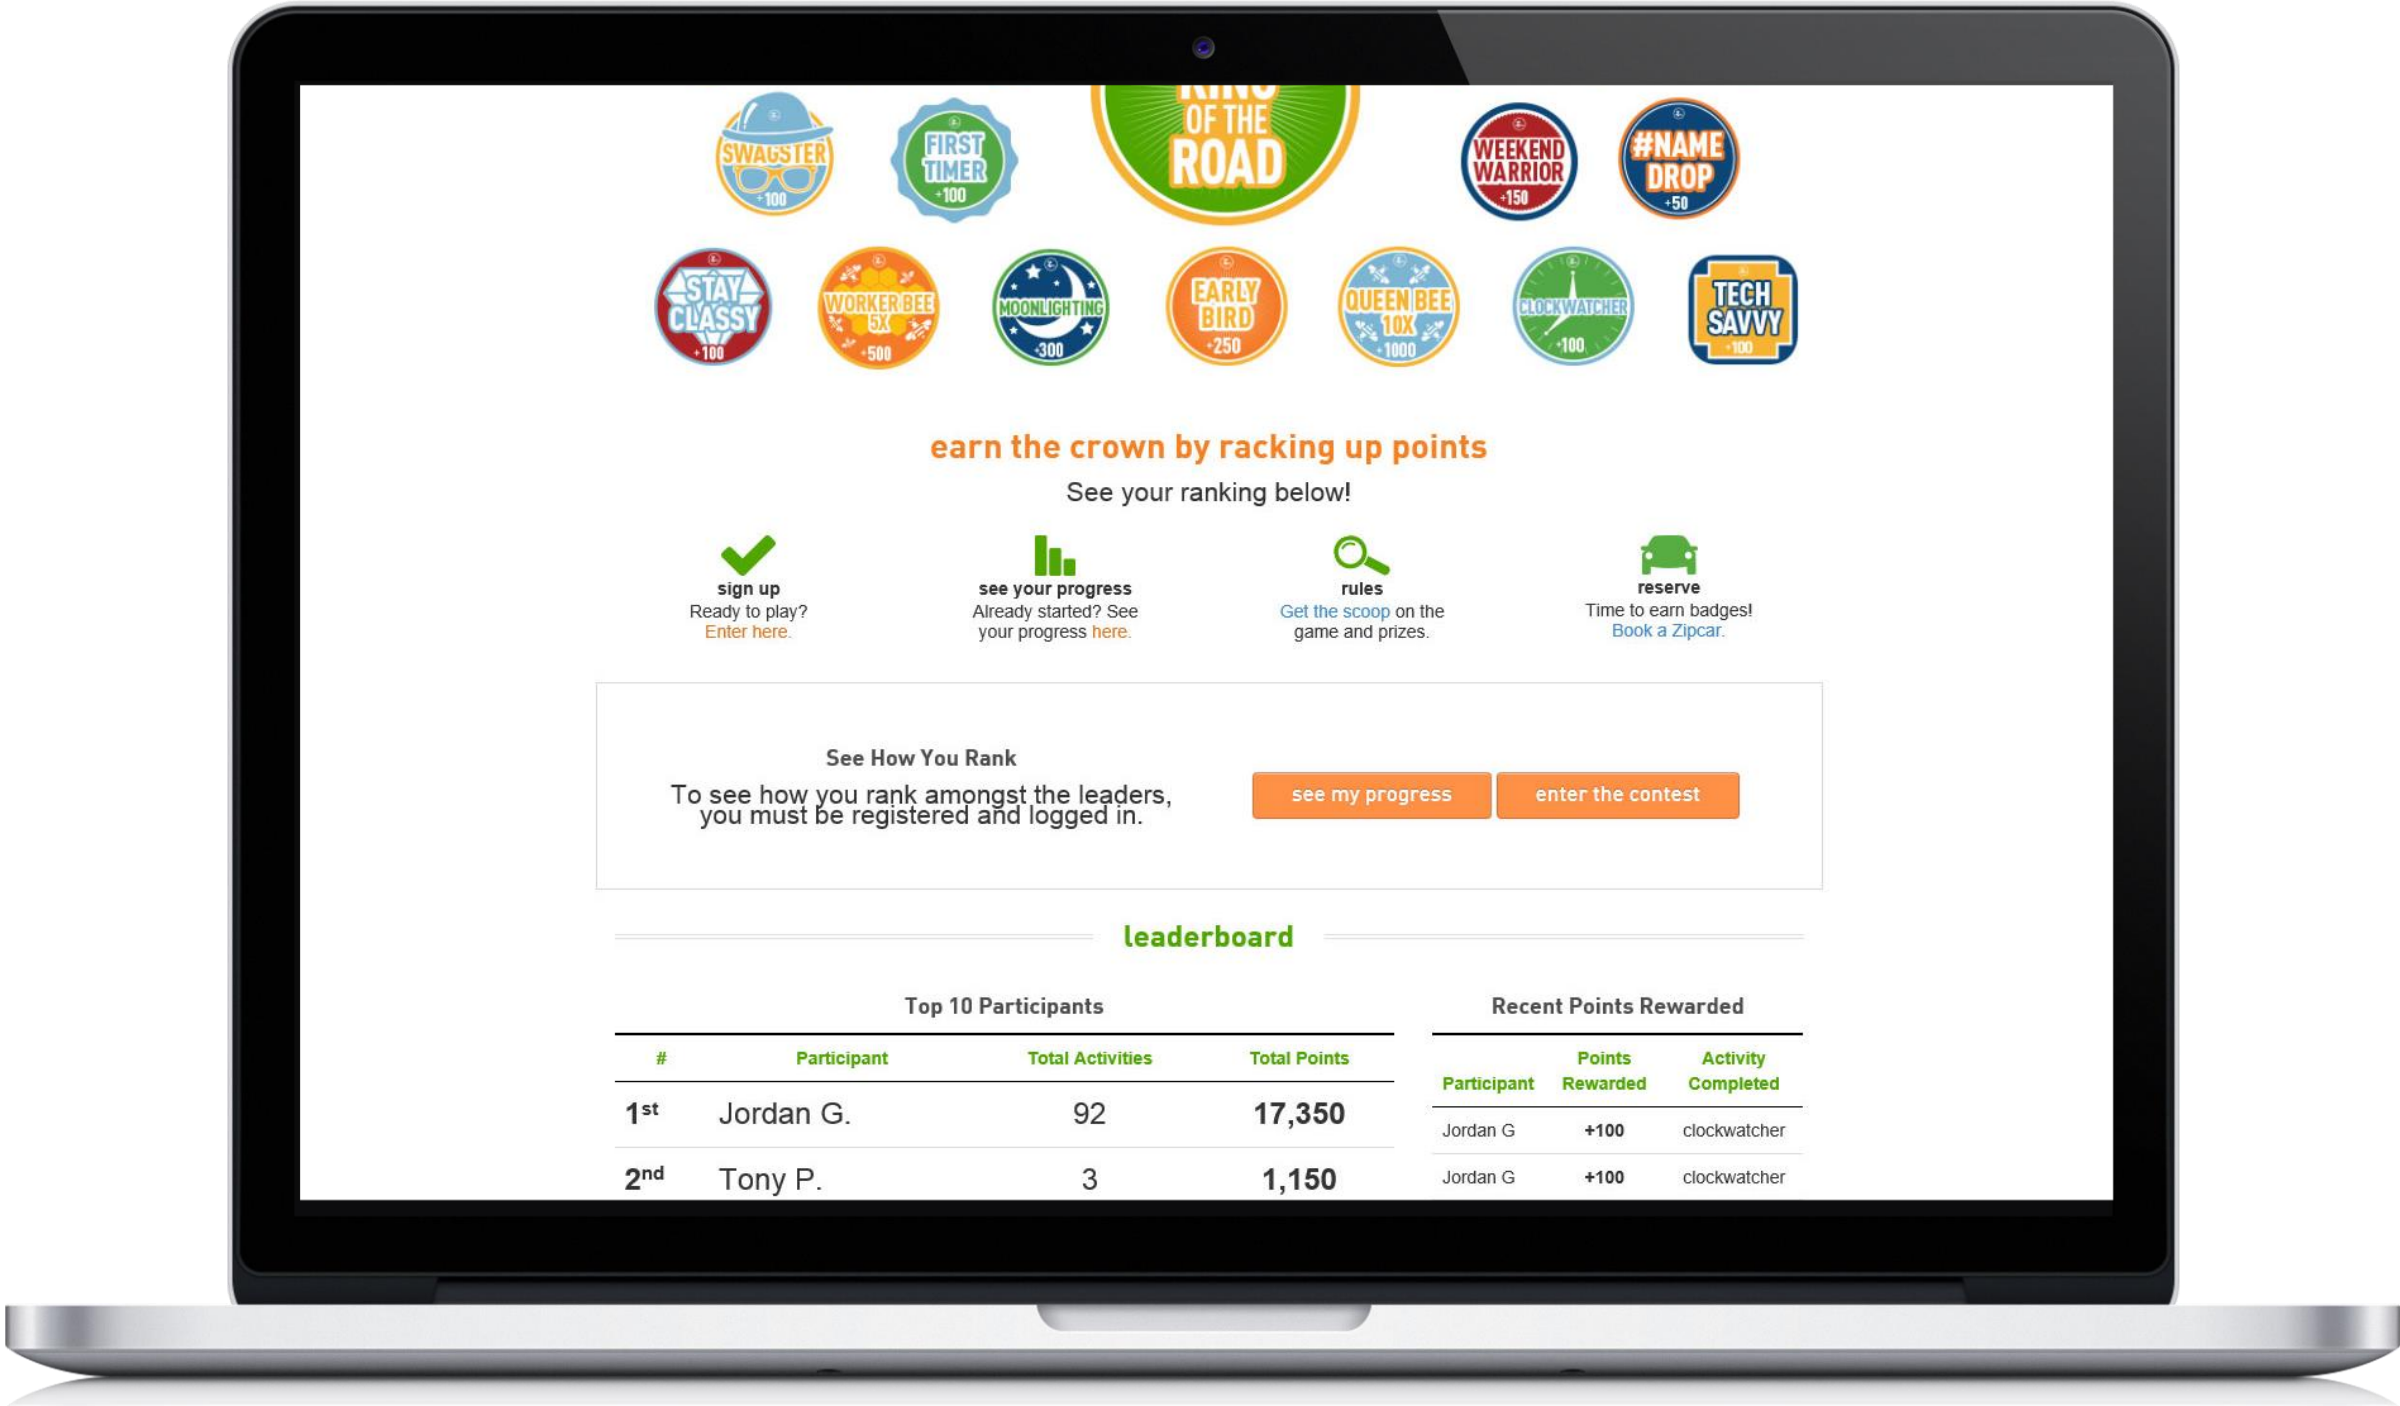 KING
OF THE
ROAD
SWAGSTER
+100
FIRST
TIMER
+100
WEEKEND
WARRIOR
+150
#NAME
DROP
+50
STAY
CLASSY
+100
WORKER BEE
5X
+500
MOONLIGHTING
+300
EARLY
BIRD
+250
QUEEN BEE
10X
+1000
CLOCKWATCHER
+100
TECH
SAVVY
+100
earn the crown by racking up points
See your ranking below!
sign up
Ready to play?
Enter here.
see your progress
Already started? See
your progress here.
rules
Get the scoop on the
game and prizes.
reserve
Time to earn badges!
Book a Zipcar.
See How You Rank
To see how you rank amongst the leaders,
you must be registered and logged in.
see my progress
enter the contest
leaderboard
Top 10 Participants
# Participant Total Activities Total Points
1st Jordan G. 92 17,350
2nd Tony P. 3 1,150
Recent Points Rewarded
Participant Points Rewarded Activity Completed
Jordan G +100 clockwatcher
Jordan G +100 clockwatcher